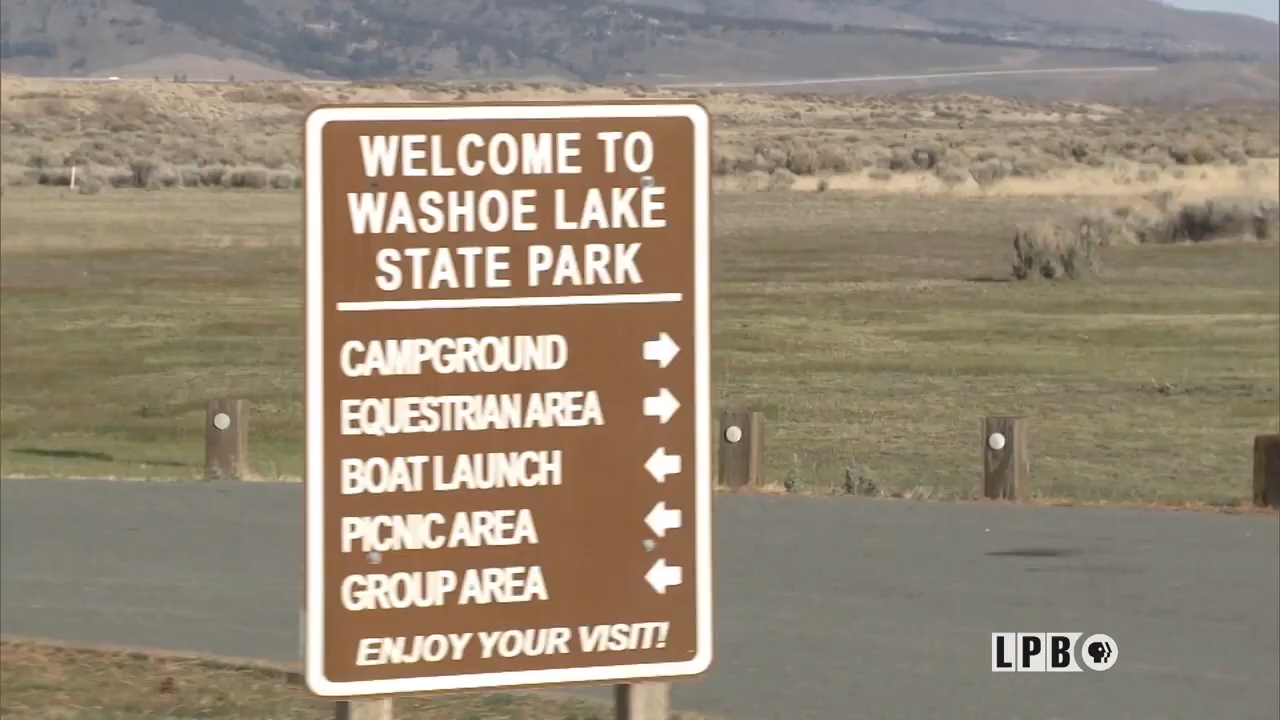 WELCOME TO
WASHOE LAKE
STATE PARK
CAMPGROUND
EQUESTRIAN AREA
BOAT LAUNCH
PICNIC AREA
GROUP AREA
ENJOY YOUR VISIT!
LPB